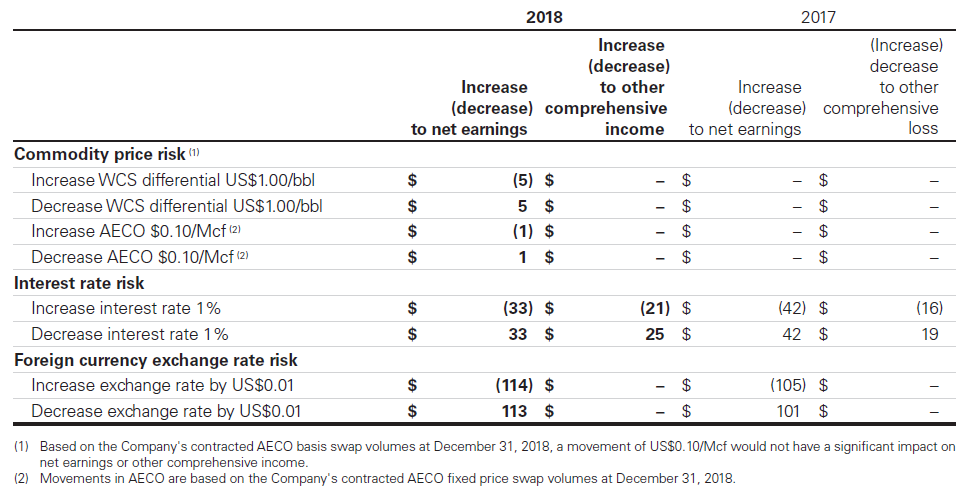 2018 2017
Increase (Increase)
(decrease) decrease
Increase to other Increase to other
(decrease) comprehensive (decrease) comprehensive
to net earnings income to net earnings loss
Commodity price risk (1)
Increase WCS differential US$1.00/bbl $ (5) $ – $ – $ –
Decrease WCS differential US$1.00/bbl $ 5 $ – $ – $ –
Increase AECO $0.10/Mcf (2) $ (1) $ – $ – $ –
Decrease AECO $0.10/Mcf (2) $ 1 $ – $ – $ –
Interest rate risk
Increase interest rate 1% $ (33) $ (21) $ (42) $ (16)
Decrease interest rate 1% $ 33 $ 25 $ 42 $ 19
Foreign currency exchange rate risk
Increase exchange rate by US$0.01 $ (114) $ – $ (105) $ –
Decrease exchange rate by US$0.01 $ 113 $ – $ 101 $ –
(1) Based on the Company's contracted AECO basis swap volumes at December 31, 2018, a movement of US$0.10/Mcf would not have a significant impact on
net earnings or other comprehensive income.
(2) Movements in AECO are based on the Company's contracted AECO fixed price swap volumes at December 31, 2018.